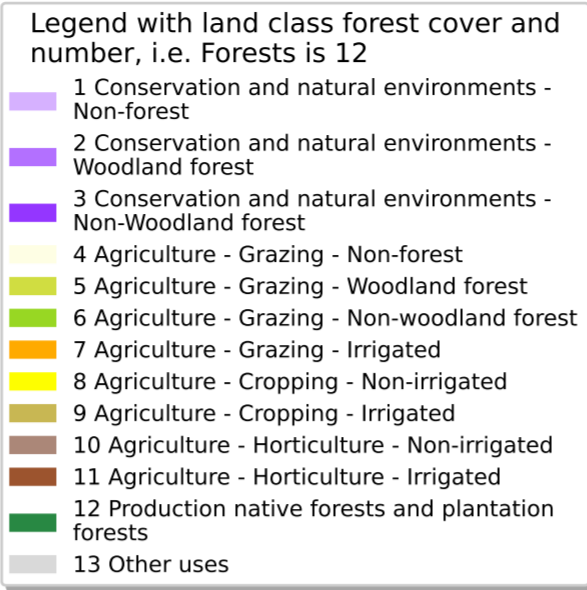 Legend with land class forest cover and
number, i.e. Forests is 12
1 Conservation and natural environments -
Non-forest
2 Conservation and natural environments -
Woodland forest
3 Conservation and natural environments -
Non-Woodland forest
4 Agriculture - Grazing - Non-forest
5 Agriculture - Grazing - Woodland forest
6 Agriculture - Grazing - Non-woodland forest
7 Agriculture - Grazing - Irrigated
8 Agriculture - Cropping - Non-irrigated
9 Agriculture - Cropping - Irrigated
10 Agriculture - Horticulture - Non-irrigated
11 Agriculture - Horticulture - Irrigated
12 Production native forests and plantation
forests
13 Other uses